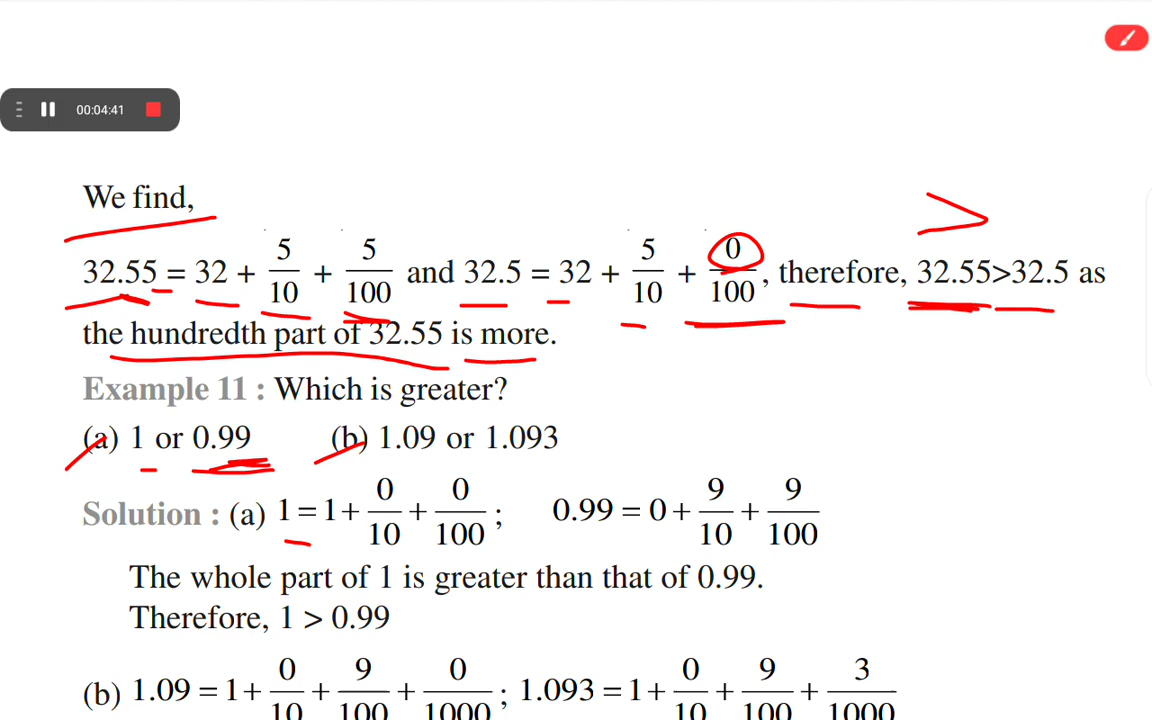 00:04:41
We find,
32.55 = 32 + 5/10 + 5/100 and 32.5 = 32 + 5/10 + 0/100, therefore, 32.55>32.5 as
the hundredth part of 32.55 is more.
Example 11 : Which is greater?
(a) 1 or 0.99 (b) 1.09 or 1.093
Solution : (a) 1 = 1 + 0/10 + 0/100 ; 0.99 = 0 + 9/10 + 9/100
The whole part of 1 is greater than that of 0.99.
Therefore, 1 > 0.99
(b) 1.09 = 1 + 0/10 + 9/100 + 0/1000 ; 1.093 = 1 + 0/10 + 9/100 + 3/1000